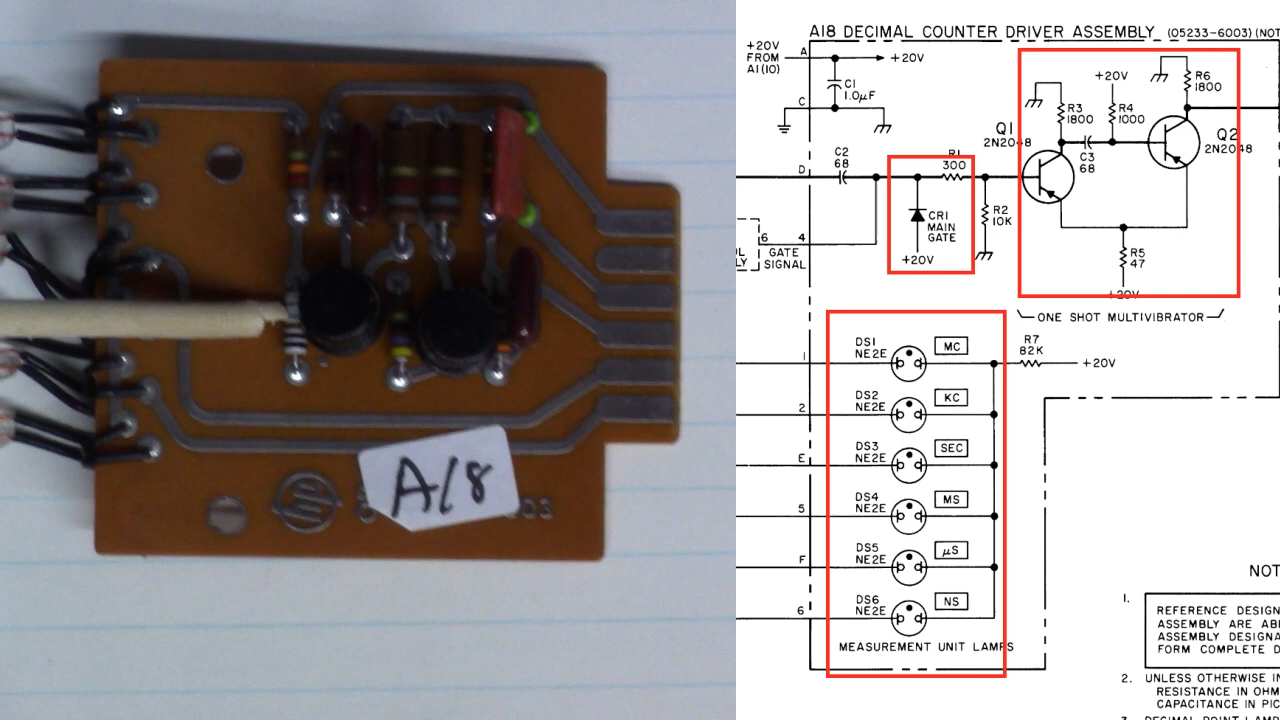 A18
A18 DECIMAL COUNTER DRIVER ASSEMBLY (05233-6003) (NOT
+20V
FROM
A1(10)
A
+20V
C1
1.0µF
C
+20V
R6
1800
R3
1800
R4
1000
Q1
2N2048
Q2
2N2048
C3
68
C2
68
D
R1
300
CR1
MAIN
GATE
+20V
R2
10K
6
4
GATE
SIGNAL
R5
47
+20V
ONE SHOT MULTIVIBRATOR
1
DS1
NE2E
MC
R7
82K
+20V
2
DS2
NE2E
KC
E
DS3
NE2E
SEC
5
DS4
NE2E
MS
F
DS5
NE2E
µS
6
DS6
NE2E
NS
MEASUREMENT UNIT LAMPS
NOT
1.
REFERENCE DESIGN
ASSEMBLY ARE AB
ASSEMBLY DESIGNA
FORM COMPLETE D
2. UNLESS OTHERWISE IN
RESISTANCE IN OHM
CAPACITANCE IN PIC